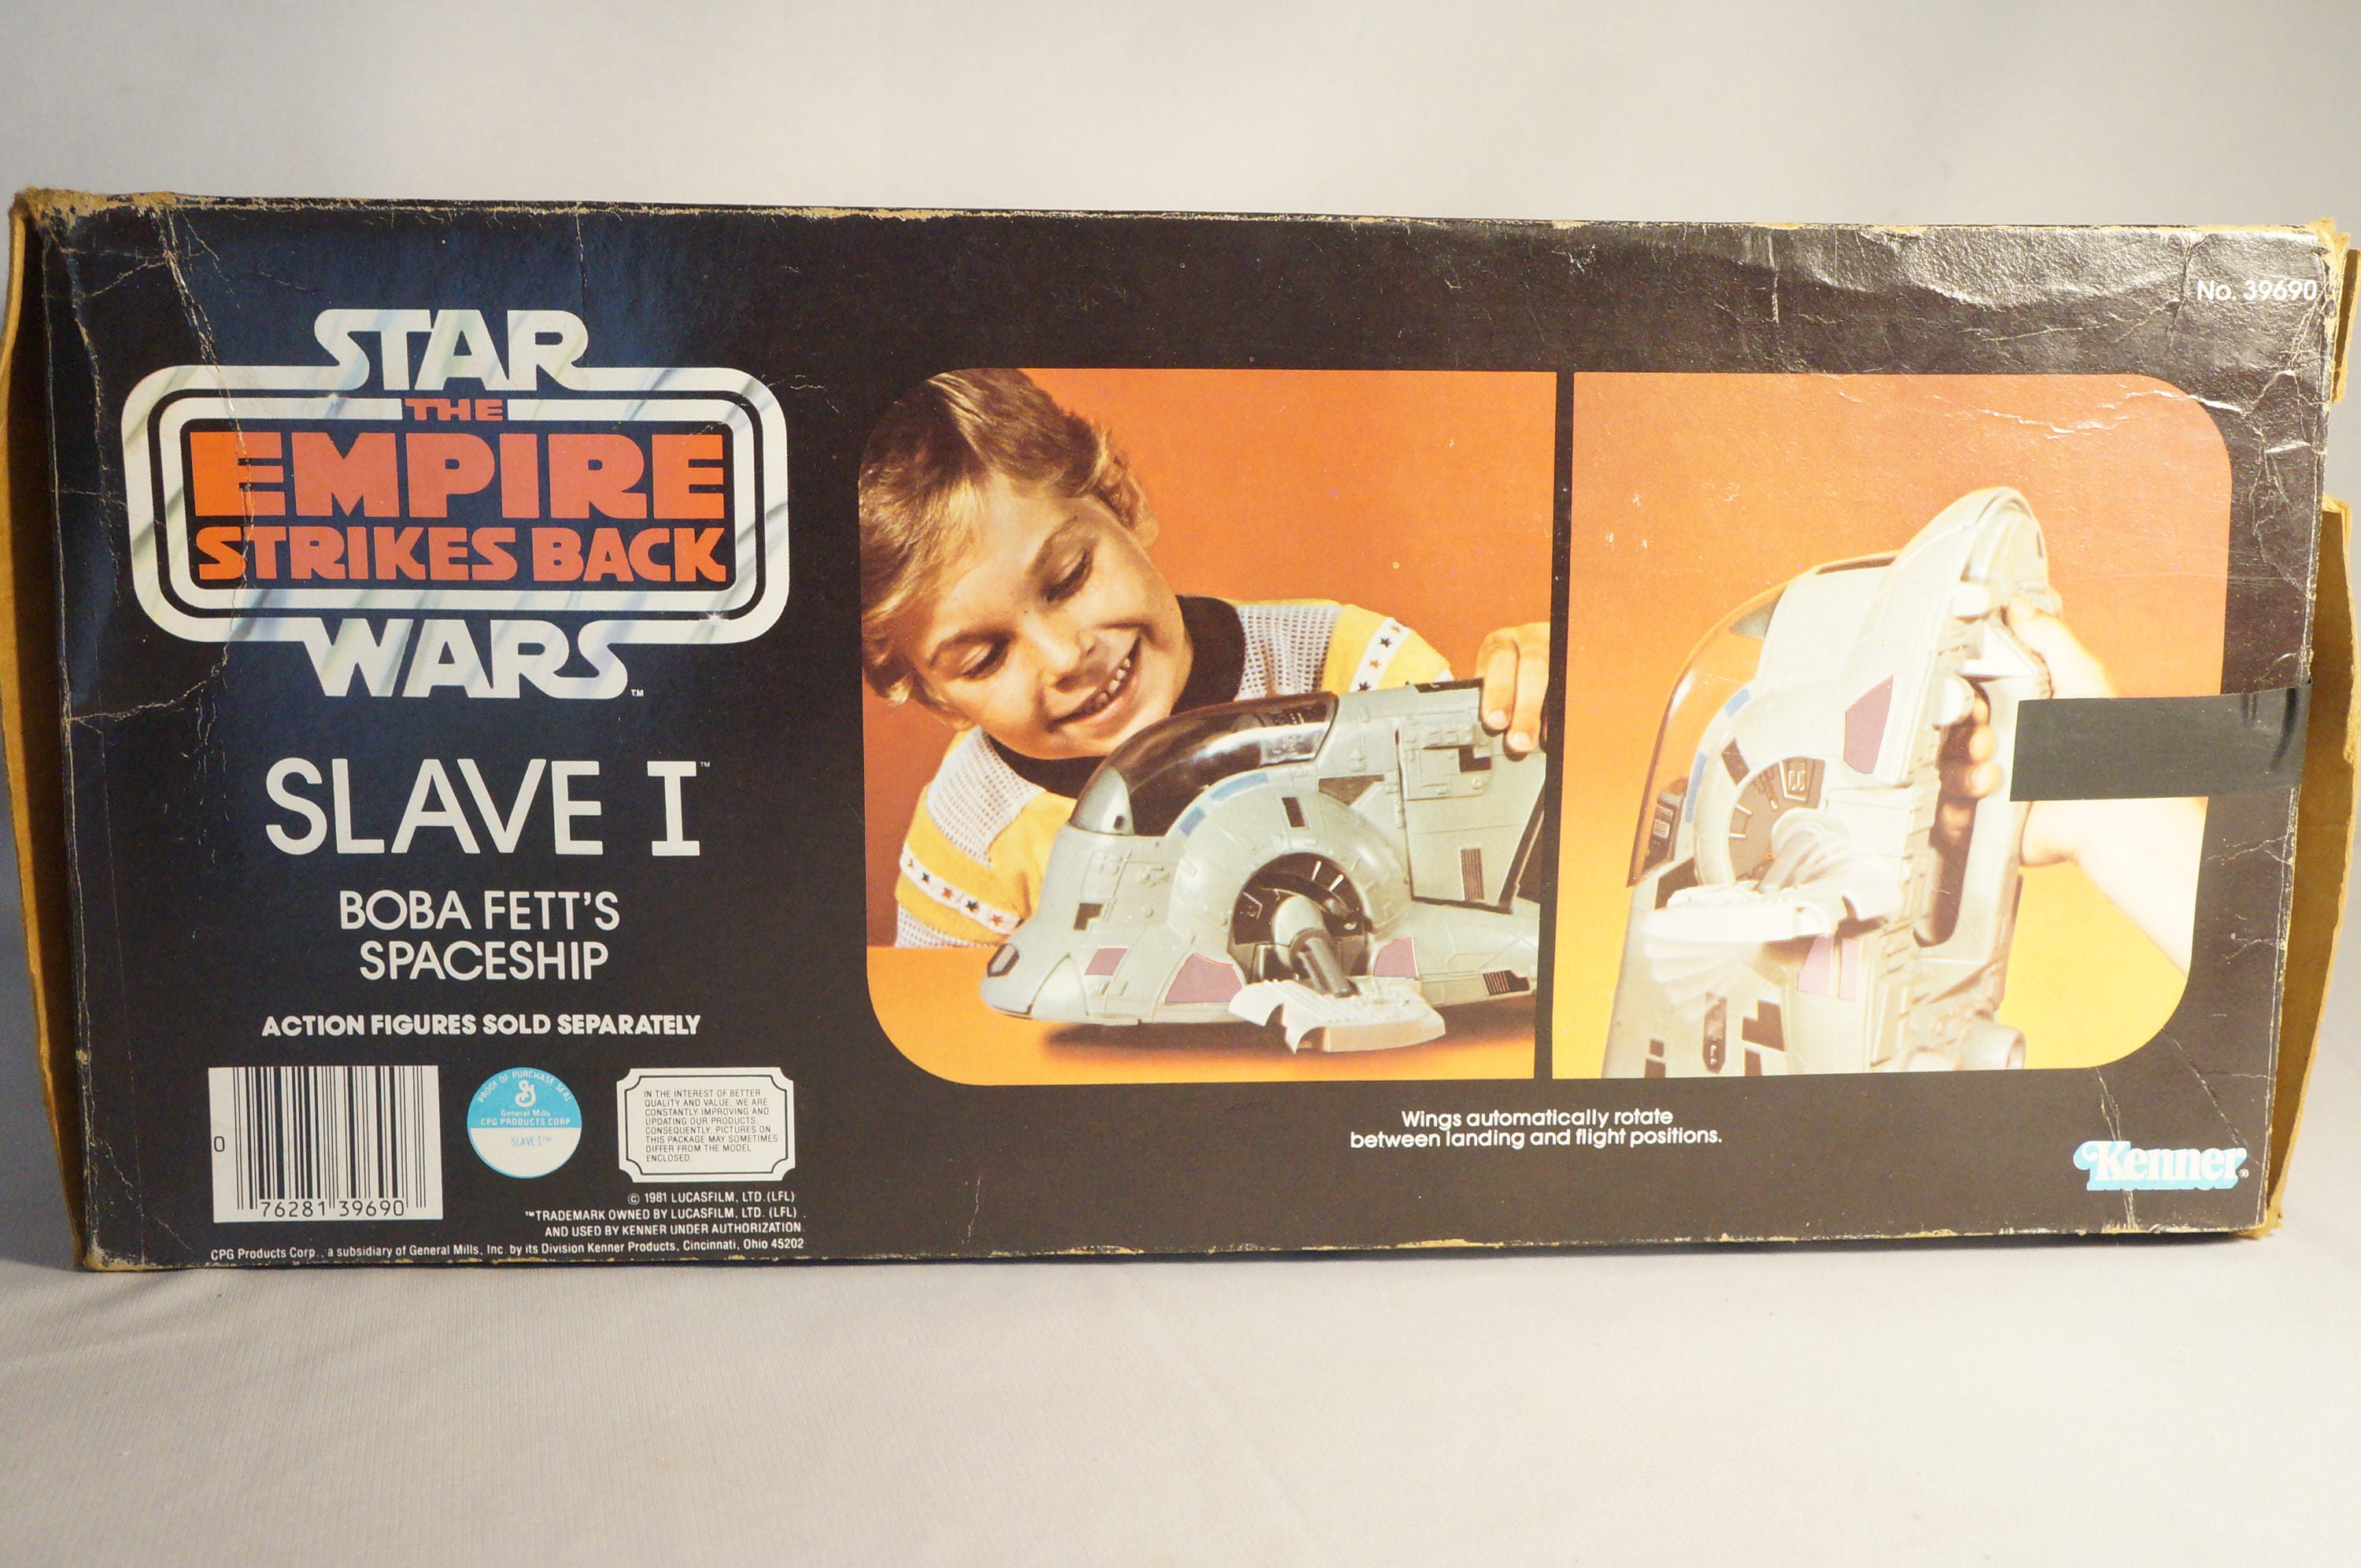 No. 39690
STAR
THE
EMPIRE
STRIKES BACK
WARS™
SLAVE I™
BOBA FETT'S
SPACESHIP
ACTION FIGURES SOLD SEPARATELY
0 76281 39690
PROOF OF PURCHASE SEAL
G
General Mills
CPG PRODUCTS CORP
SLAVE I™
IN THE INTEREST OF BETTER
QUALITY AND VALUE, WE ARE
CONSTANTLY IMPROVING AND
UPDATING OUR PRODUCTS.
CONSEQUENTLY, PICTURES ON
THIS PACKAGE MAY SOMETIMES
DIFFER FROM THE MODEL
ENCLOSED.
© 1981 LUCASFILM, LTD. (LFL)
™TRADEMARK OWNED BY LUCASFILM, LTD. (LFL)
AND USED BY KENNER UNDER AUTHORIZATION.
CPG Products Corp., a subsidiary of General Mills, Inc. by its Division Kenner Products, Cincinnati, Ohio 45202
Wings automatically rotate
between landing and flight positions.
Kenner®